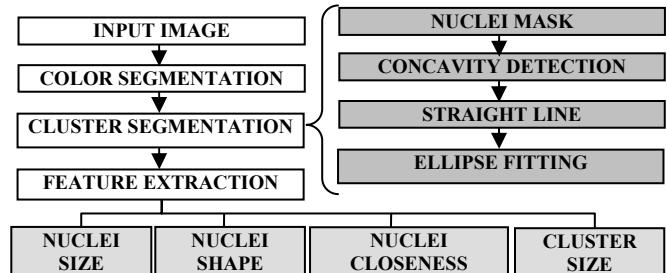 INPUT IMAGE
COLOR SEGMENTATION
CLUSTER SEGMENTATION
FEATURE EXTRACTION
NUCLEI MASK
CONCAVITY DETECTION
STRAIGHT LINE
ELLIPSE FITTING
NUCLEI
SIZE
NUCLEI
SHAPE
NUCLEI
CLOSENESS
CLUSTER
SIZE